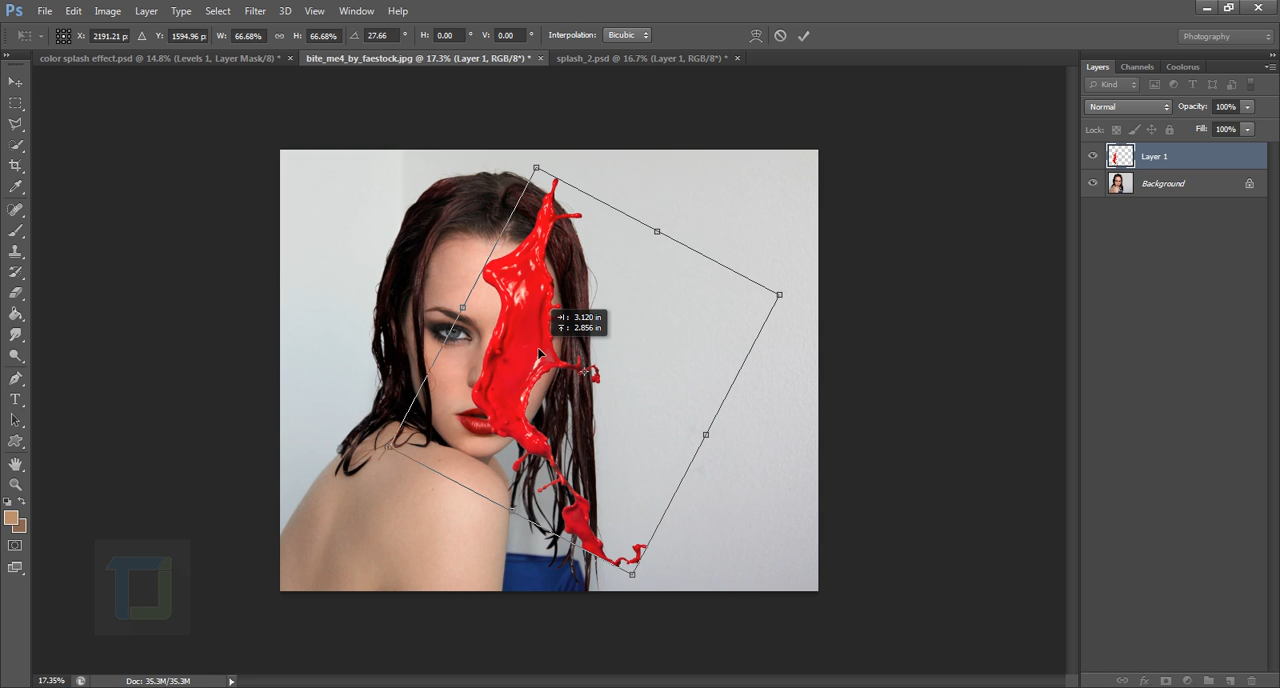 Ps File Edit Image Layer Type Select Filter 3D View Window Help
X: 2191.21 p Y: 1594.96 p W: 66.68% H: 66.68% 27.66 ° H: 0.00 ° V: 0.00 ° Interpolation: Bicubic Photography
color splash effect.psd @ 14.8% (Levels 1, Layer Mask/8) * × bite_me4_by_faestock.jpg @ 17.3% (Layer 1, RGB/8*) * × splash_2.psd @ 16.7% (Layer 1, RGB/8*) * ×
Layers Channels Coolorus
Kind
Normal Opacity: 100%
Lock: Fill: 100%
Layer 1
Background
3.120 in
2.856 in
TJ
17.35% Doc: 35.3M/35.3M